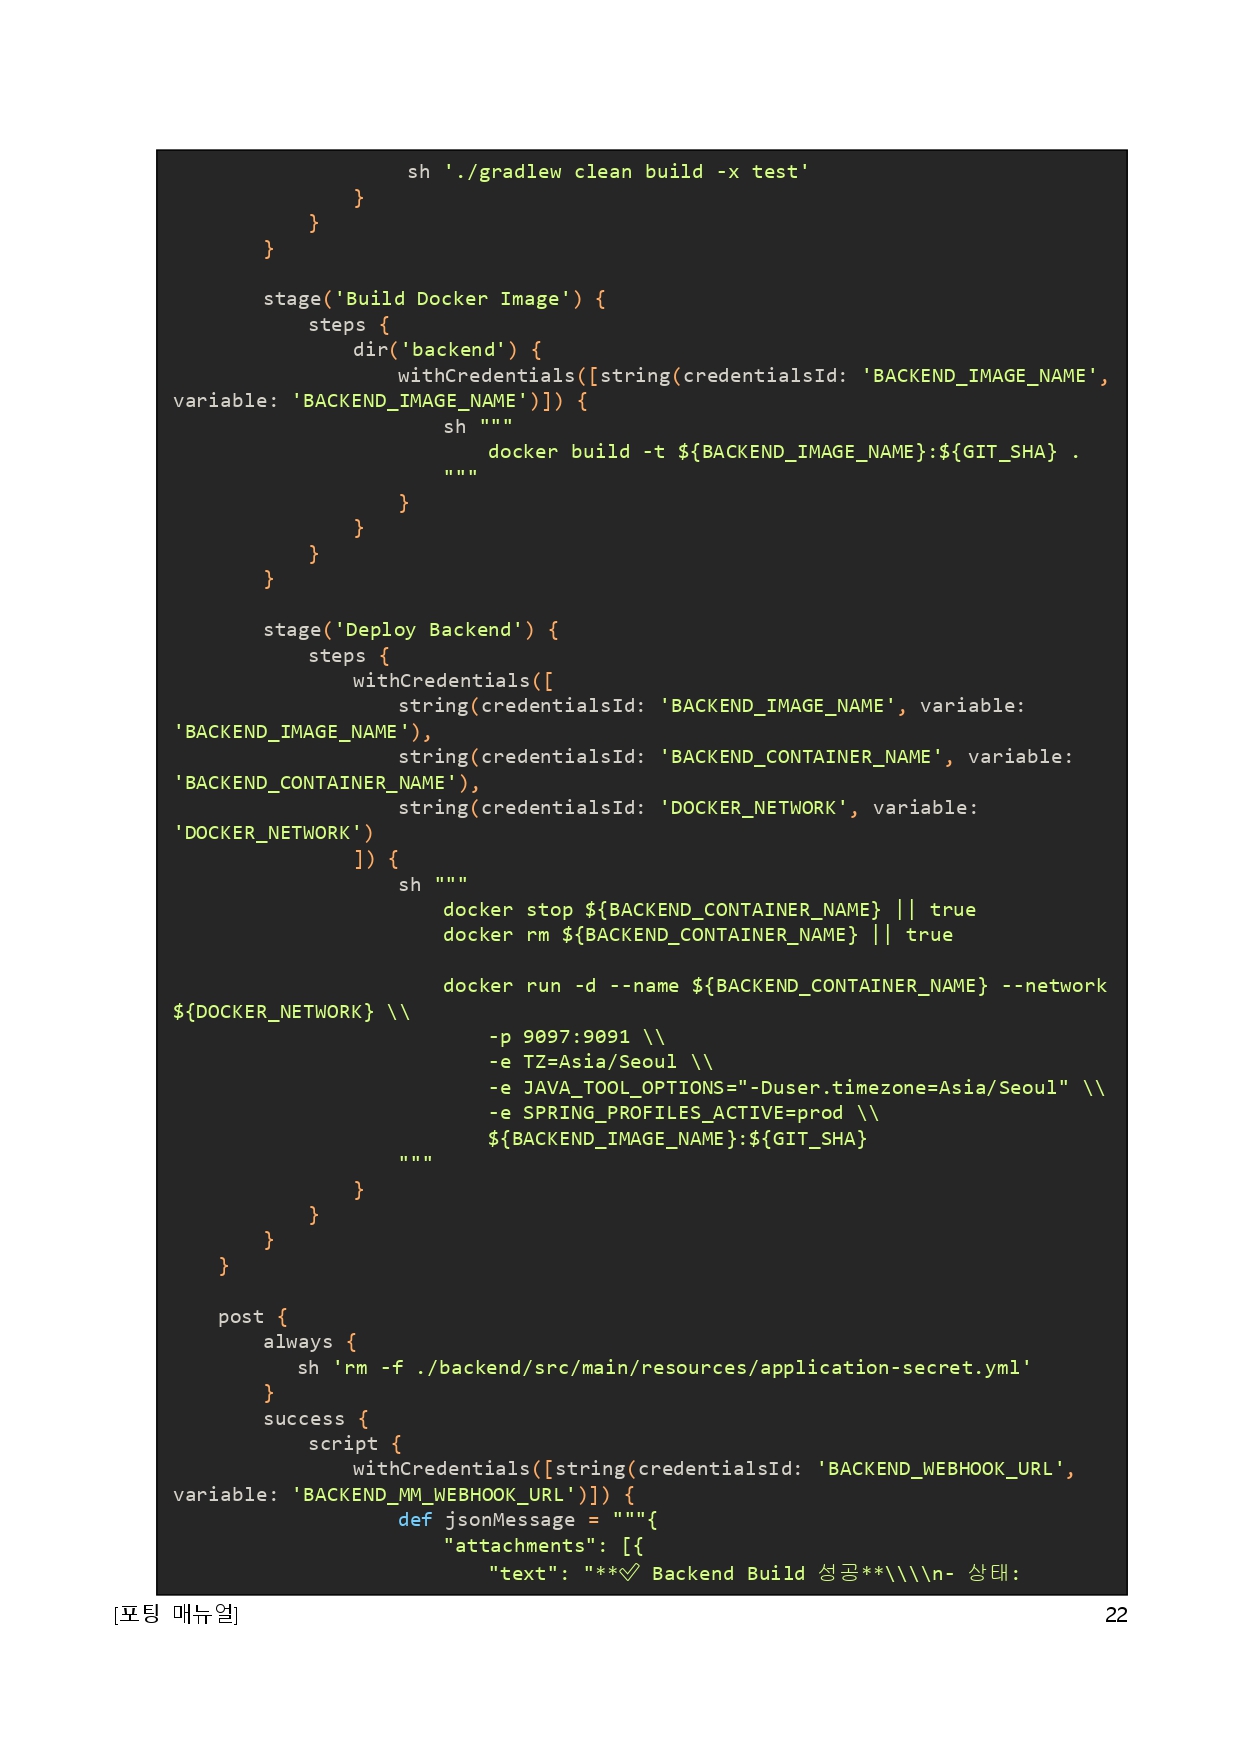 sh './gradlew clean build -x test'
}
}
}
stage('Build Docker Image') {
steps {
dir('backend') {
withCredentials([string(credentialsId: 'BACKEND_IMAGE_NAME',
variable: 'BACKEND_IMAGE_NAME')]) {
sh """
docker build -t ${BACKEND_IMAGE_NAME}:${GIT_SHA} .
"""
}
}
}
}
stage('Deploy Backend') {
steps {
withCredentials([
string(credentialsId: 'BACKEND_IMAGE_NAME', variable:
'BACKEND_IMAGE_NAME'),
string(credentialsId: 'BACKEND_CONTAINER_NAME', variable:
'BACKEND_CONTAINER_NAME'),
string(credentialsId: 'DOCKER_NETWORK', variable:
'DOCKER_NETWORK')
]) {
sh """
docker stop ${BACKEND_CONTAINER_NAME} || true
docker rm ${BACKEND_CONTAINER_NAME} || true
docker run -d --name ${BACKEND_CONTAINER_NAME} --network
${DOCKER_NETWORK} \\
-p 9097:9091 \\
-e TZ=Asia/Seoul \\
-e JAVA_TOOL_OPTIONS="-Duser.timezone=Asia/Seoul" \\
-e SPRING_PROFILES_ACTIVE=prod \\
${BACKEND_IMAGE_NAME}:${GIT_SHA}
"""
}
}
}
}
post {
always {
sh 'rm -f ./backend/src/main/resources/application-secret.yml'
}
success {
script {
withCredentials([string(credentialsId: 'BACKEND_WEBHOOK_URL',
variable: 'BACKEND_MM_WEBHOOK_URL')]) {
def jsonMessage = """{
"attachments": [{
"text": "**✅ Backend Build 성공**\\\\n- 상태:
[포팅 매뉴얼] 22